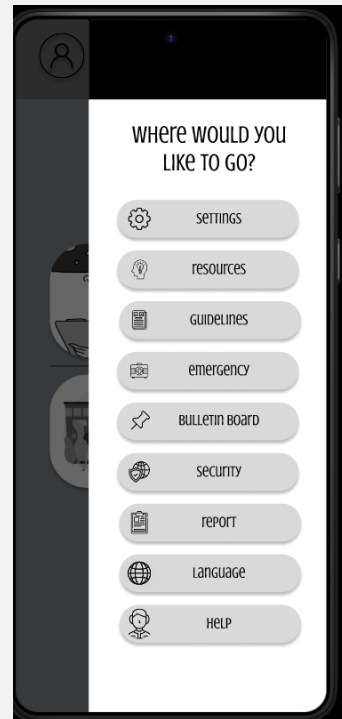 WHERE WOULD YOU
LIKE TO GO?
SETTINGS
RESOURCES
GUIDELINES
EMERGENCY
BULLETIN BOARD
SECURITY
REPORT
LANGUAGE
HELP